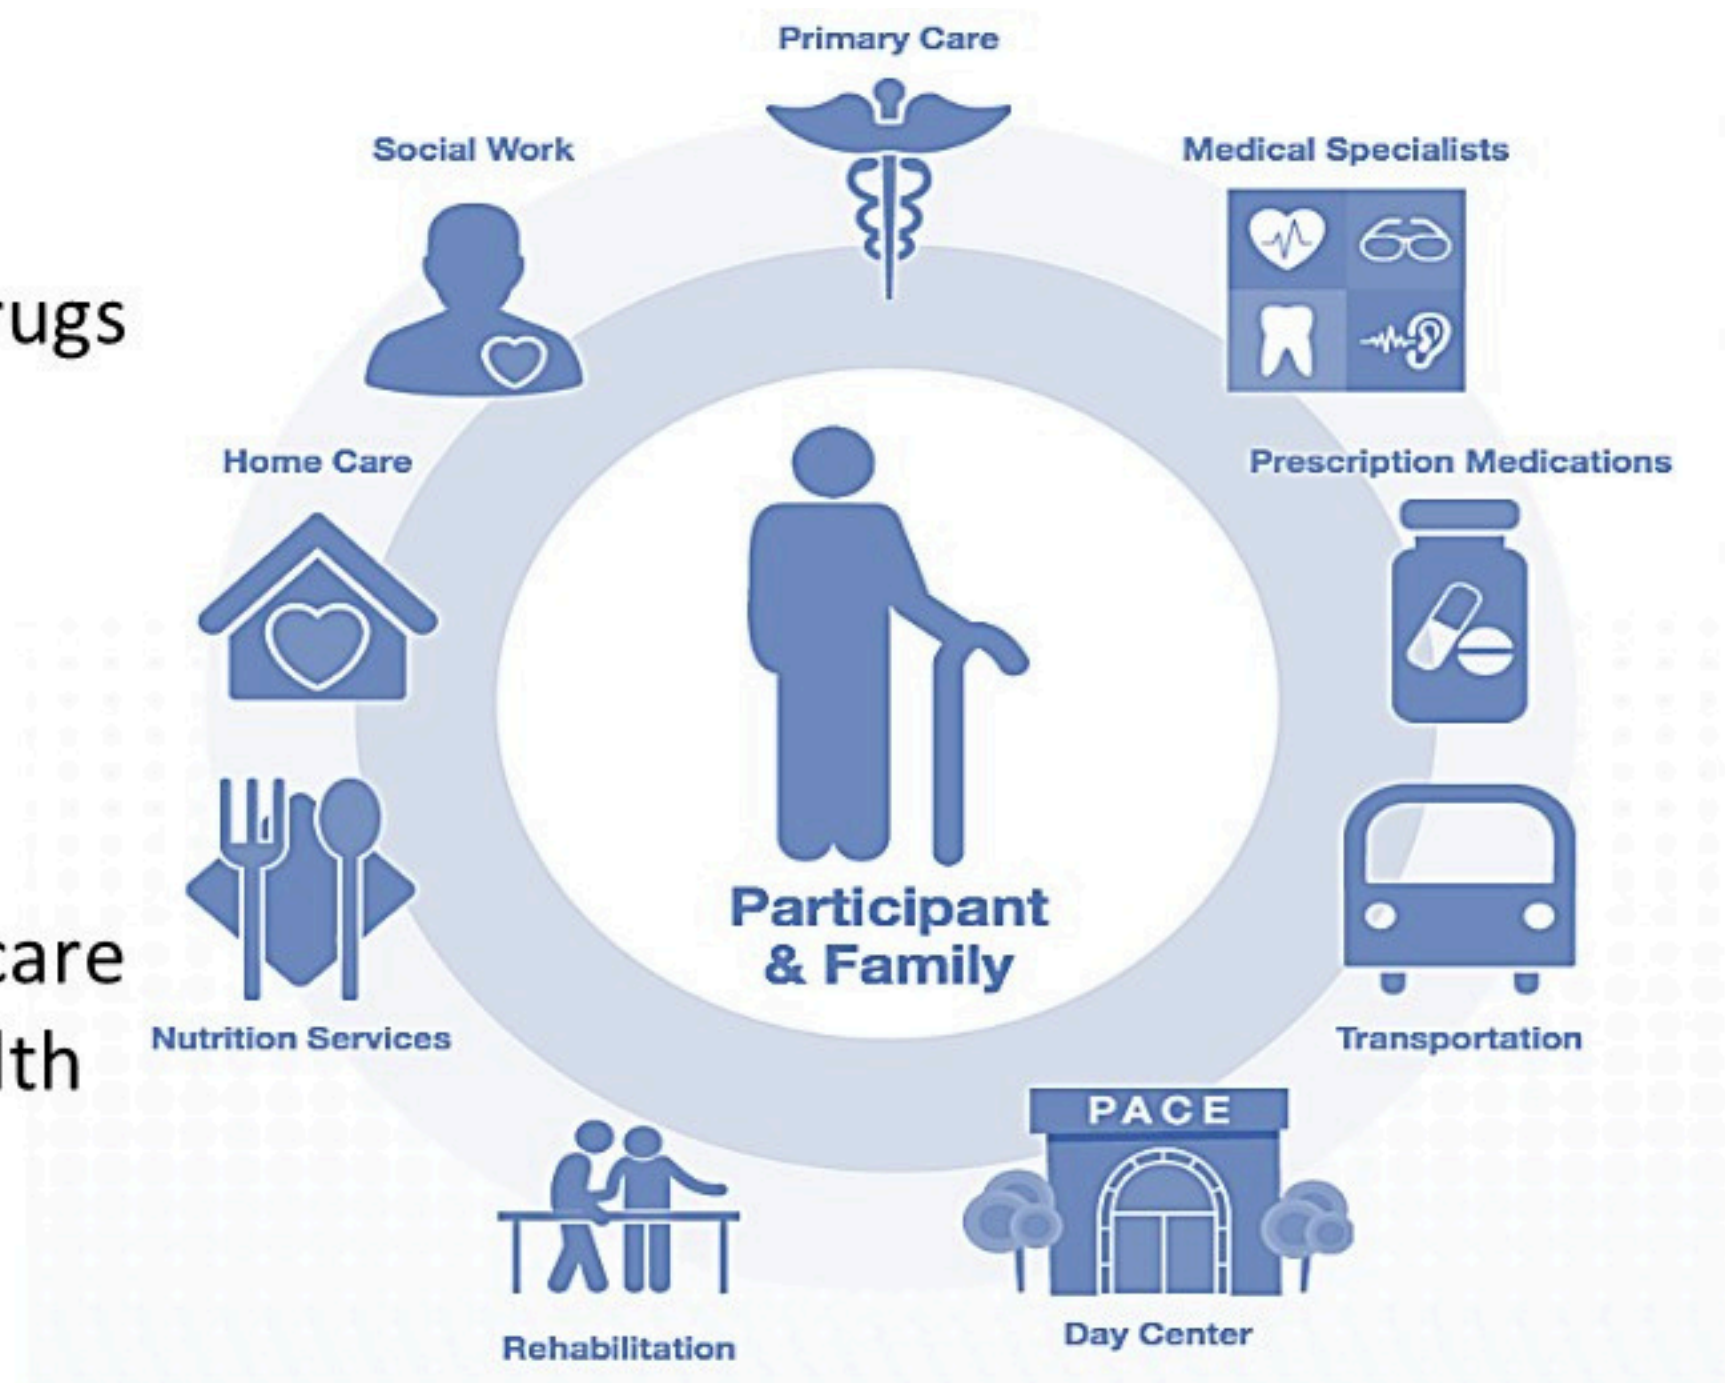 Primary Care
Social Work
Medical Specialists
rugs
Home Care
Prescription Medications
Participant
& Family
care
Nutrition Services
Transportation
lth
PACE
Day Center
Rehabilitation